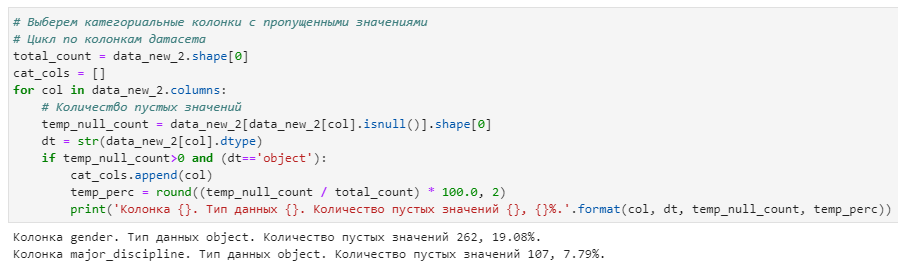 # Выберем категориальные колонки с пропущенными значениями
# Цикл по колонкам датасета
total_count = data_new_2.shape[0]
cat_cols = []
for col in data_new_2.columns:
    # Количество пустых значений
    temp_null_count = data_new_2[data_new_2[col].isnull()].shape[0]
    dt = str(data_new_2[col].dtype)
    if temp_null_count>0 and (dt=='object'):
        cat_cols.append(col)
        temp_perc = round((temp_null_count / total_count) * 100.0, 2)
        print('Колонка {}. Тип данных {}. Количество пустых значений {}, {}%.'.format(col, dt, temp_null_count, temp_perc))
Колонка gender. Тип данных object. Количество пустых значений 262, 19.08%.
Колонка major_discipline. Тип данных object. Количество пустых значений 107, 7.79%.